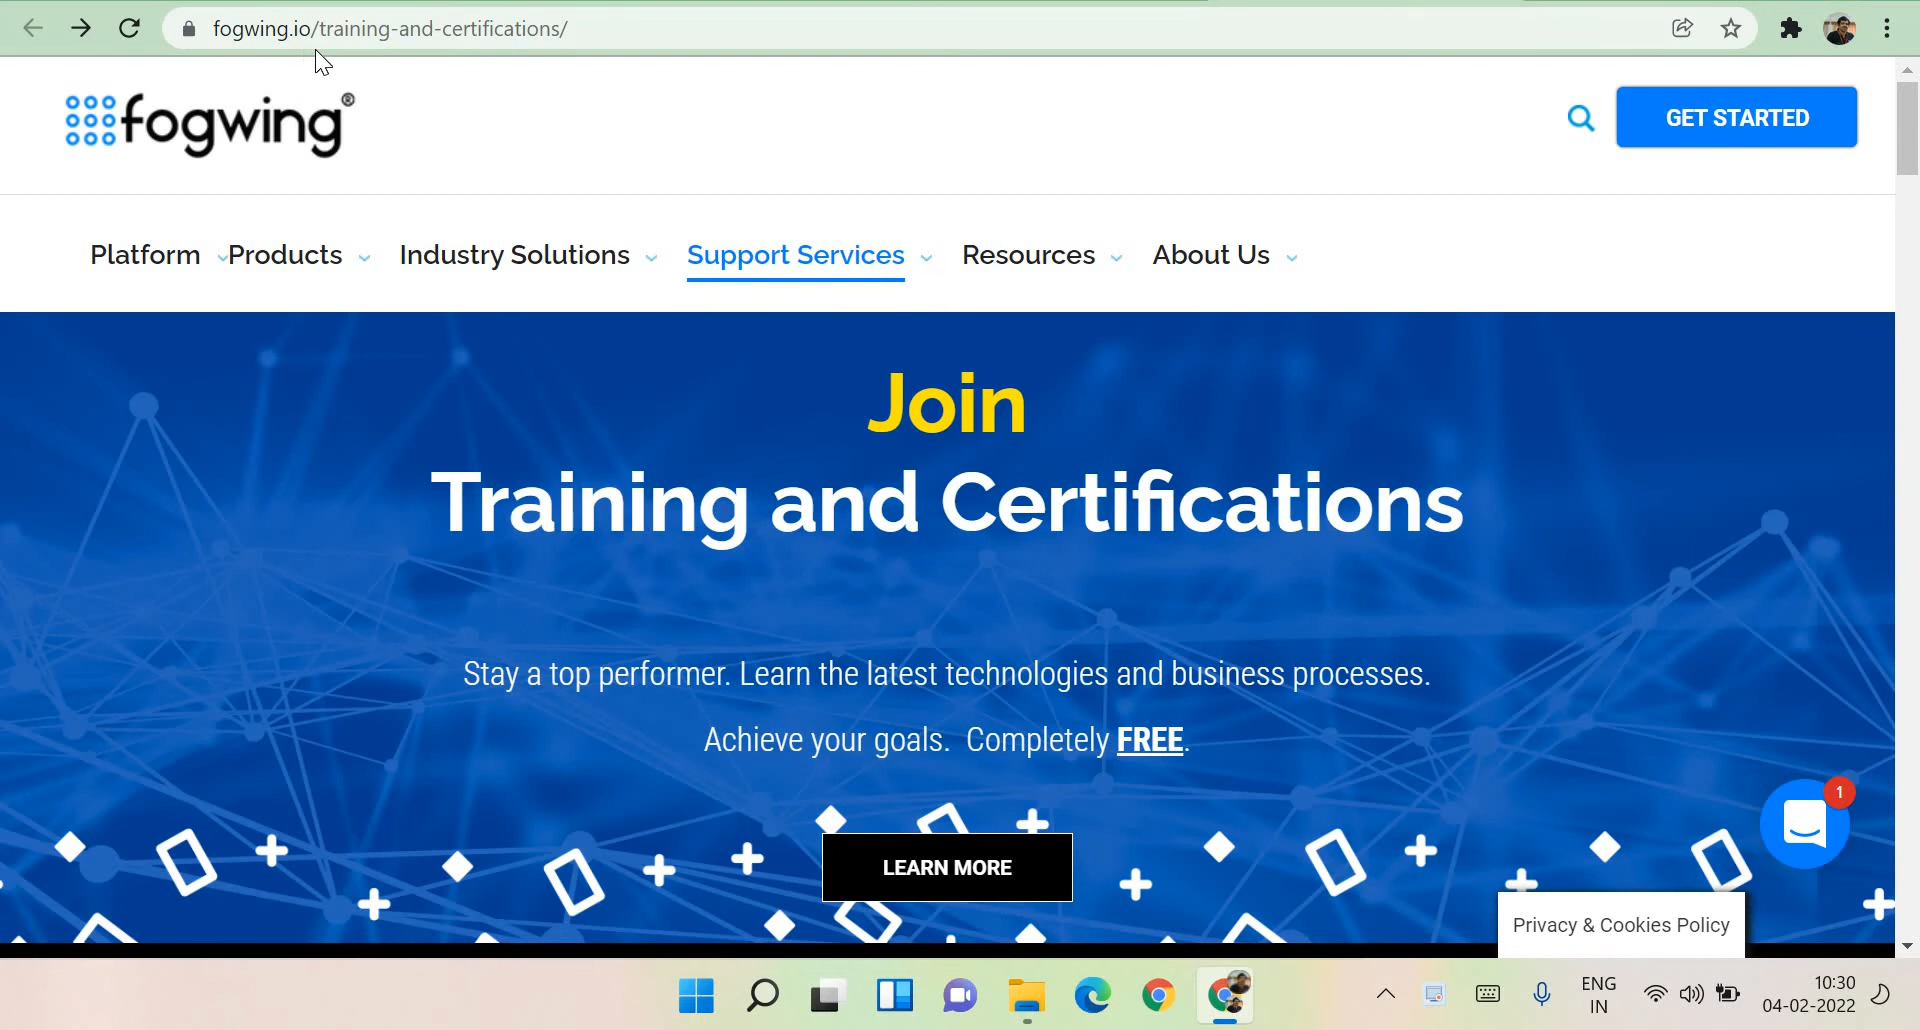 fogwing.io/training-and-certifications/
fogwing®
GET STARTED
Platform Products Industry Solutions Support Services Resources About Us
Join
Training and Certifications
Stay a top performer. Learn the latest technologies and business processes.
Achieve your goals. Completely FREE.
1
LEARN MORE
Privacy & Cookies Policy
ENG
IN
10:30
04-02-2022